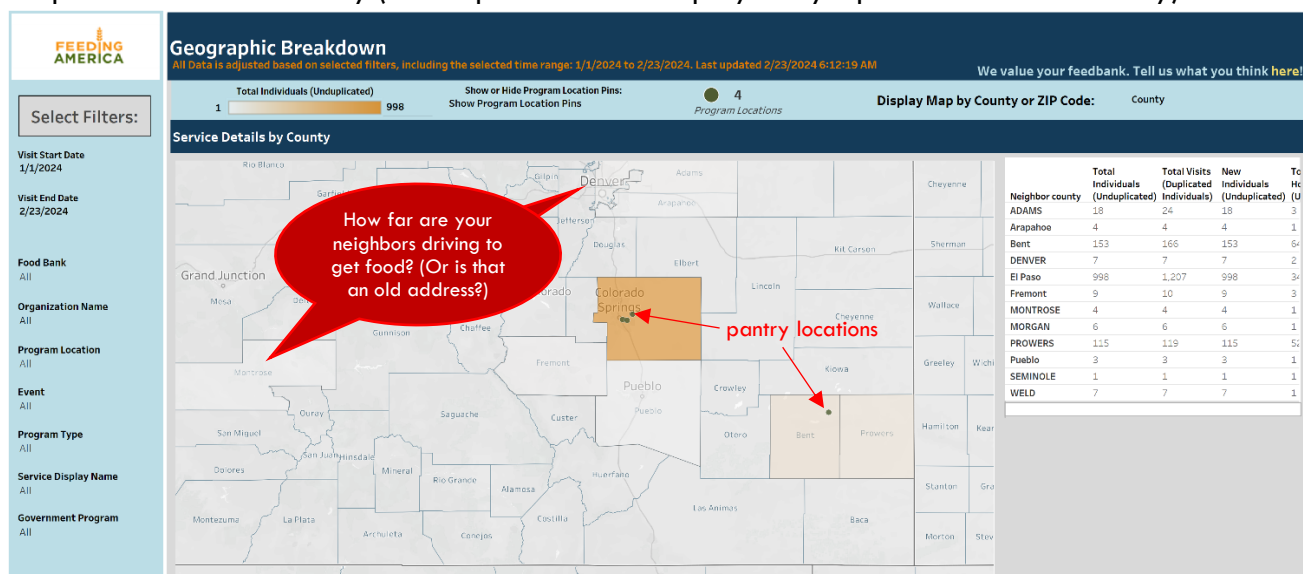 FEEDING
AMERICA
Geographic Breakdown
All Data is adjusted based on selected filters, including the selected time range: 1/1/2024 to 2/23/2024. Last updated 2/23/2024 6:12:19 AM
We value your feedbank. Tell us what you think here!
Select Filters:
Total Individuals (Unduplicated)
1 998
Show or Hide Program Location Pins:
Show Program Location Pins
4
Program Locations
Display Map by County or ZIP Code: County
Service Details by County
Visit Start Date
1/1/2024
Visit End Date
2/23/2024
Food Bank
All
Organization Name
All
Program Location
All
Event
All
Program Type
All
Service Display Name
All
Government Program
All
How far are your
neighbors driving to
get food? (Or is that
an old address?)
pantry locations
Rio Blanco
Gilpin
Denver
Adams
Cheyenne
Arapahoe
Jefferson
Douglas
Kit Carson
Sherman
Elbert
Grand Junction
Mesa
Lincoln
Colorado
Springs
Wallace
Gunnison
Chaffee
Cheyenne
Montrose
Fremont
Kiowa
Greeley
Pueblo
Crowley
Ouray
Saguache
Custer
Pueblo
San Miguel
Otero
Bent
Prowers
Hamilton
San Juan
Hinsdale
Dolores
Mineral
Rio Grande
Alamosa
Huerfano
Stanton
Las Animas
Montezuma
La Plata
Costilla
Baca
Archuleta
Conejos
Morton
Neighbor county
Total
Individuals
(Unduplicated)
Total Visits
(Duplicated
Individuals)
New
Individuals
(Unduplicated)
ADAMS 18 24 18 3
Arapahoe 4 4 4 1
Bent 153 166 153 64
DENVER 7 7 7 2
El Paso 998 1,207 998
Fremont 9 10 9 3
MONTROSE 4 4 4 1
MORGAN 6 6 6 1
PROWERS 115 119 115
Pueblo 3 3 3 1
SEMINOLE 1 1 1 1
WELD 7 7 7 1